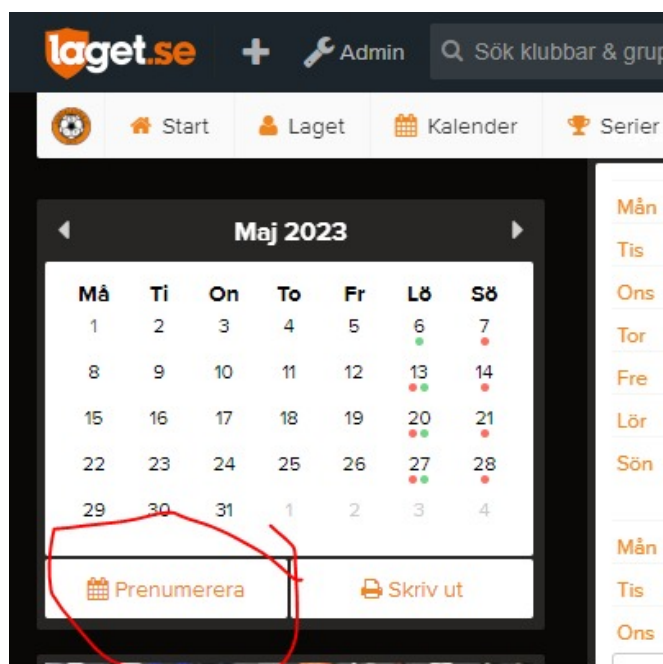 laget.se + Admin Sök klubbar & grup
Start Laget Kalender Serier
Maj 2023
Må Ti On To Fr Lö Sö
1 2 3 4 5 6 7
8 9 10 11 12 13 14
15 16 17 18 19 20 21
22 23 24 25 26 27 28
29 30 31 1 2 3 4
Prenumerera Skriv ut
Mån
Tis
Ons
Tor
Fre
Lör
Sön
Mån
Tis
Ons